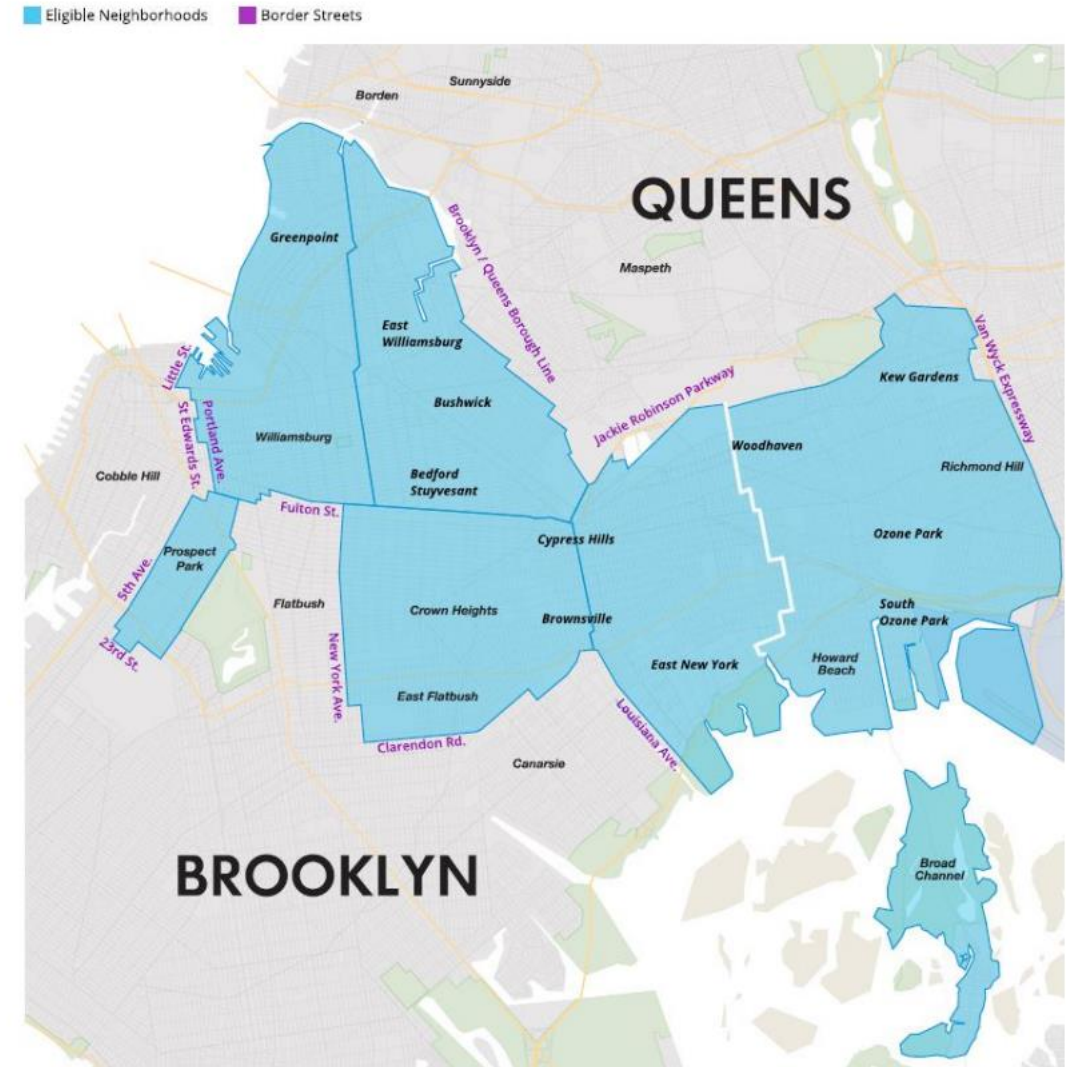 Eligible Neighborhoods
Border Streets
Sunnyside
Borden
QUEENS
Brooklyn / Queens Borough Line
Greenpoint
Maspeth
East
Williamsburg
Van Wyck Expressway
Little St.
Jackie Robinson Parkway
Kew Gardens
St Edwards St.
Portland Ave.
Bushwick
Williamsburg
Woodhaven
Richmond Hill
Cobble Hill
Bedford
Stuyvesant
Fulton St.
Ozone Park
Cypress Hills
Prospect
Park
5th Ave.
Flatbush
Crown Heights
Brownsville
South
Ozone Park
23rd St.
New York Ave.
East New York
Howard
Beach
East Flatbush
Louisiana Ave.
Clarendon Rd.
Canarsie
BROOKLYN
Broad
Channel